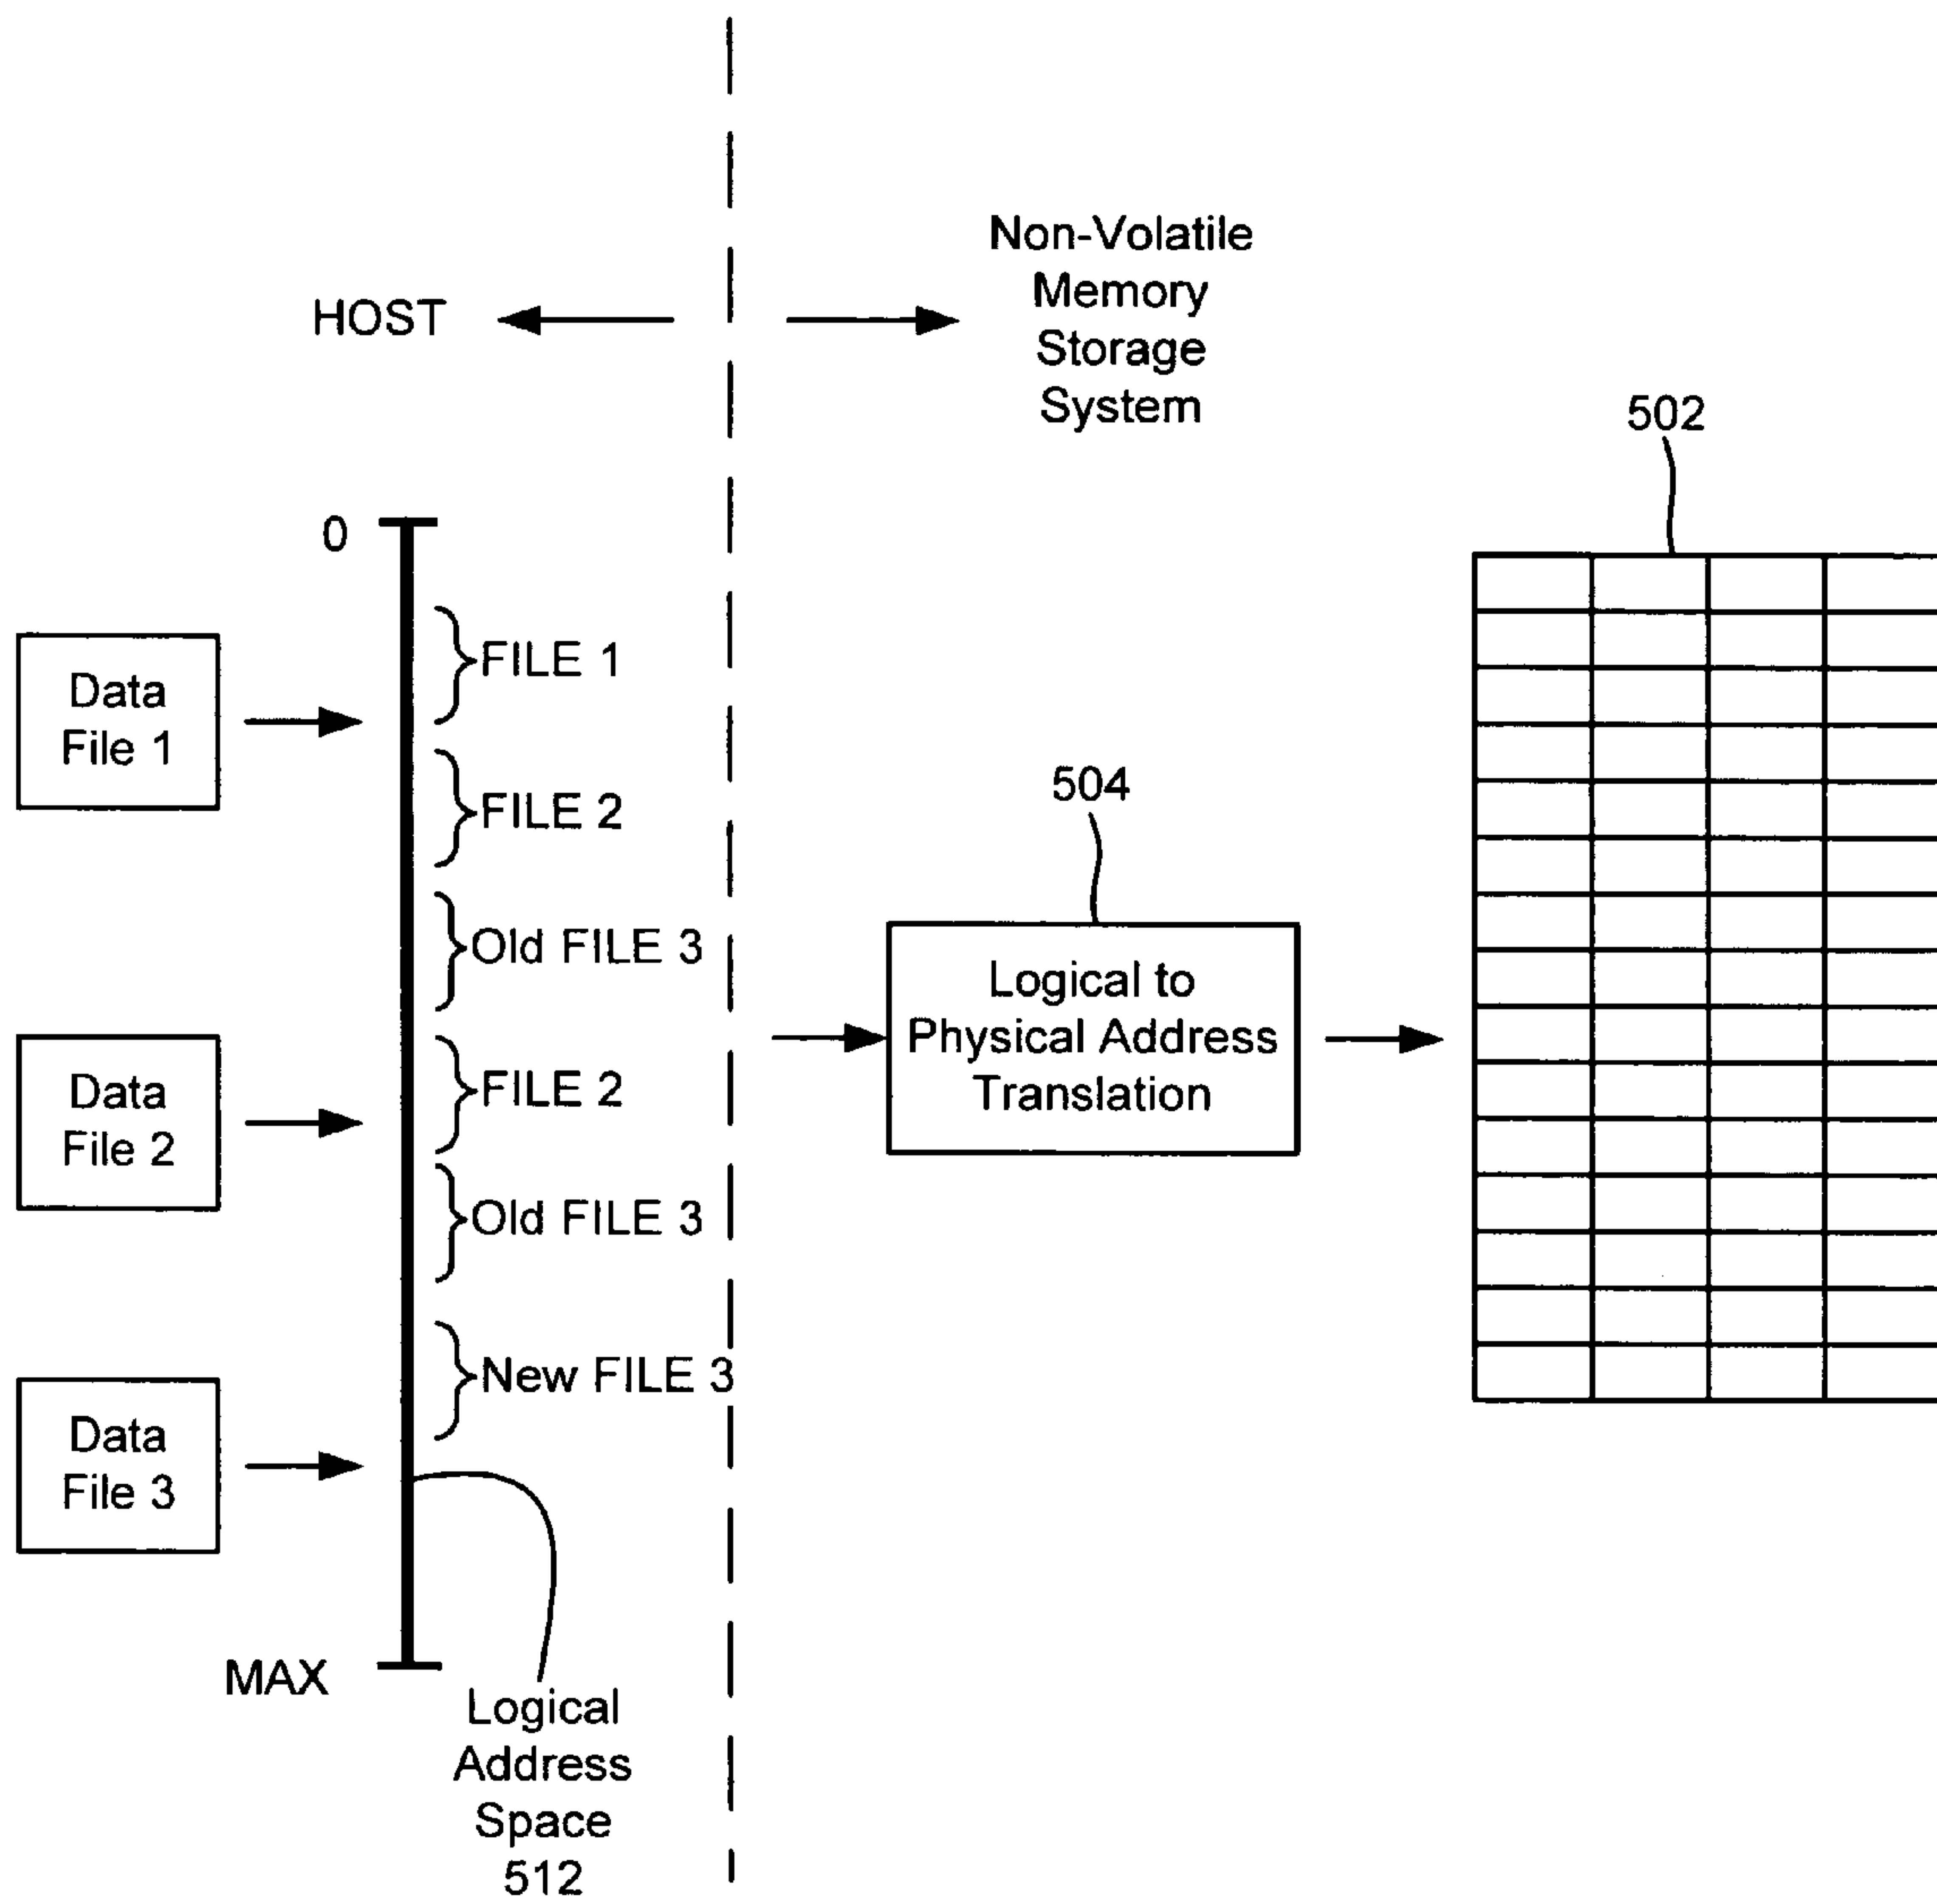 HOST
Non-Volatile
Memory
Storage
System
502
0
Data
File 1
FILE 1
FILE 2
504
Old FILE 3
Logical to
Physical Address
Translation
Data
File 2
FILE 2
Old FILE 3
New FILE 3
Data
File 3
MAX
Logical
Address
Space
512